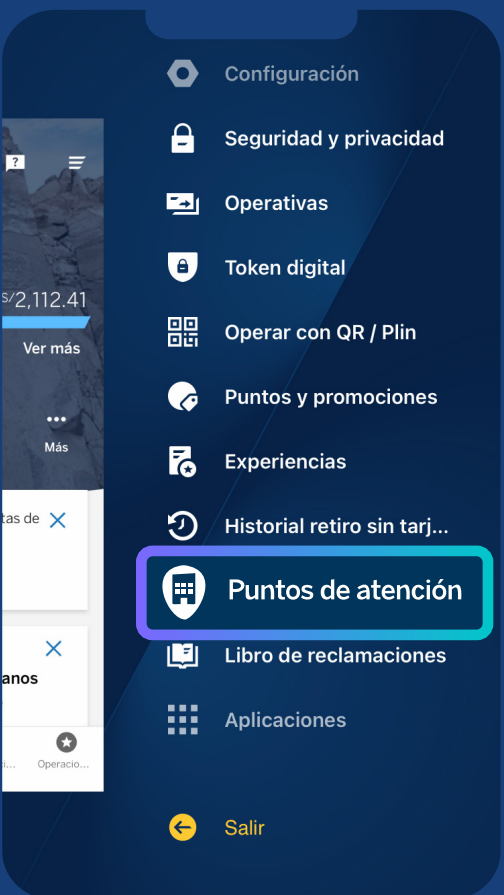 Configuración
Seguridad y privacidad
Operativas
Token digital
S/2,112.41
Operar con QR / Plin
Ver más
Puntos y promociones
Más
Experiencias
tas de
Historial retiro sin tarj...
Puntos de atención
Libro de reclamaciones
anos
Aplicaciones
Operacio...
Salir